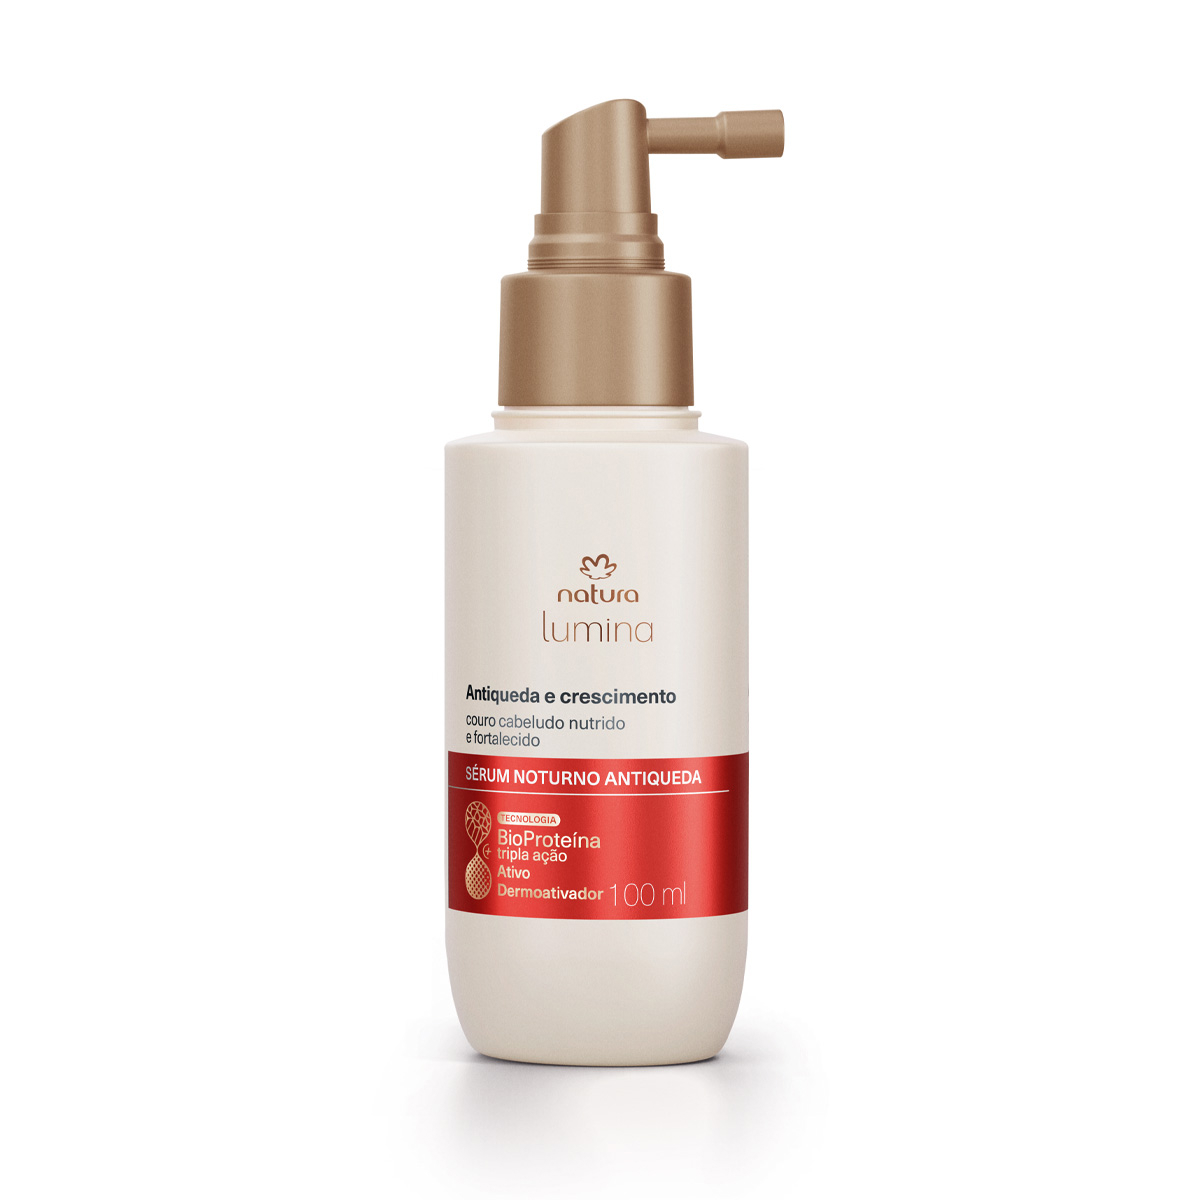 natura
lumina
Antiqueda e crescimento
couro cabeludo nutrido
e fortalecido
SÉRUM NOTURNO ANTIQUEDA
TECNOLOGIA
BioProteína
+ tripla ação
Ativo
Dermoativador 100 ml